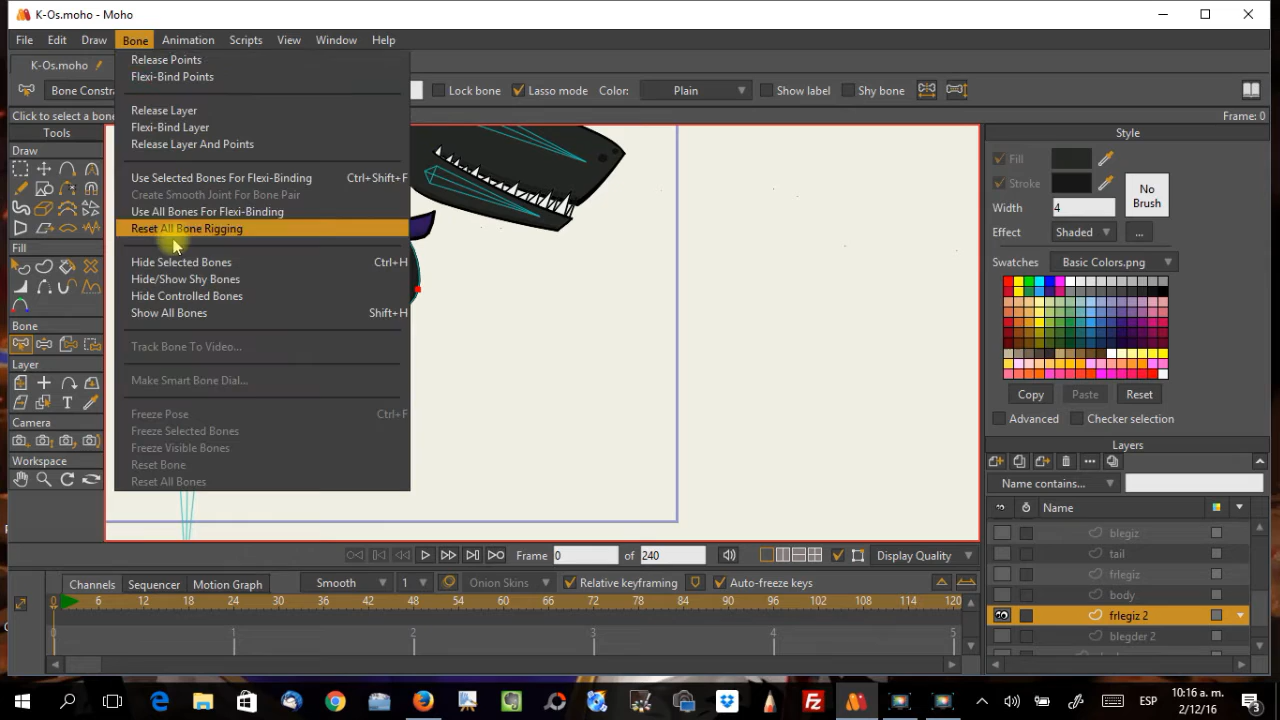 K-Os.moho - Moho
File Edit Draw Bone Animation Scripts View Window Help
K-Os.moho
Bone Constra
Lock bone Lasso mode Color: Plain Show label Shy bone
Click to select a bone
Frame: 0
Release Points
Flexi-Bind Points
Release Layer
Flexi-Bind Layer
Release Layer And Points
Use Selected Bones For Flexi-Binding Ctrl+Shift+F
Create Smooth Joint For Bone Pair
Use All Bones For Flexi-Binding
Reset All Bone Rigging
Hide Selected Bones Ctrl+H
Hide/Show Shy Bones
Hide Controlled Bones
Show All Bones Shift+H
Track Bone To Video...
Make Smart Bone Dial...
Freeze Pose Ctrl+F
Freeze Selected Bones
Freeze Visible Bones
Reset Bone
Reset All Bones
Tools
Draw
Fill
Bone
Layer
T
Camera
Workspace
Style
Fill
Stroke
Width 4
No Brush
Effect Shaded ...
Swatches Basic Colors.png
Copy Paste Reset
Advanced Checker selection
Layers
Name contains...
Name
blegiz
tail
frlegiz
body
frlegiz 2
blegder 2
Frame 0 of 240 Display Quality
Channels Sequencer Motion Graph Smooth 1 Onion Skins Relative keyframing Auto-freeze keys
6 12 18 24 30 36 42 48 54 60 66 72 78 84 90 96 102 108 114 120
0 1 2 3 4 5
ESP
10:16 a. m.
2/12/16
3